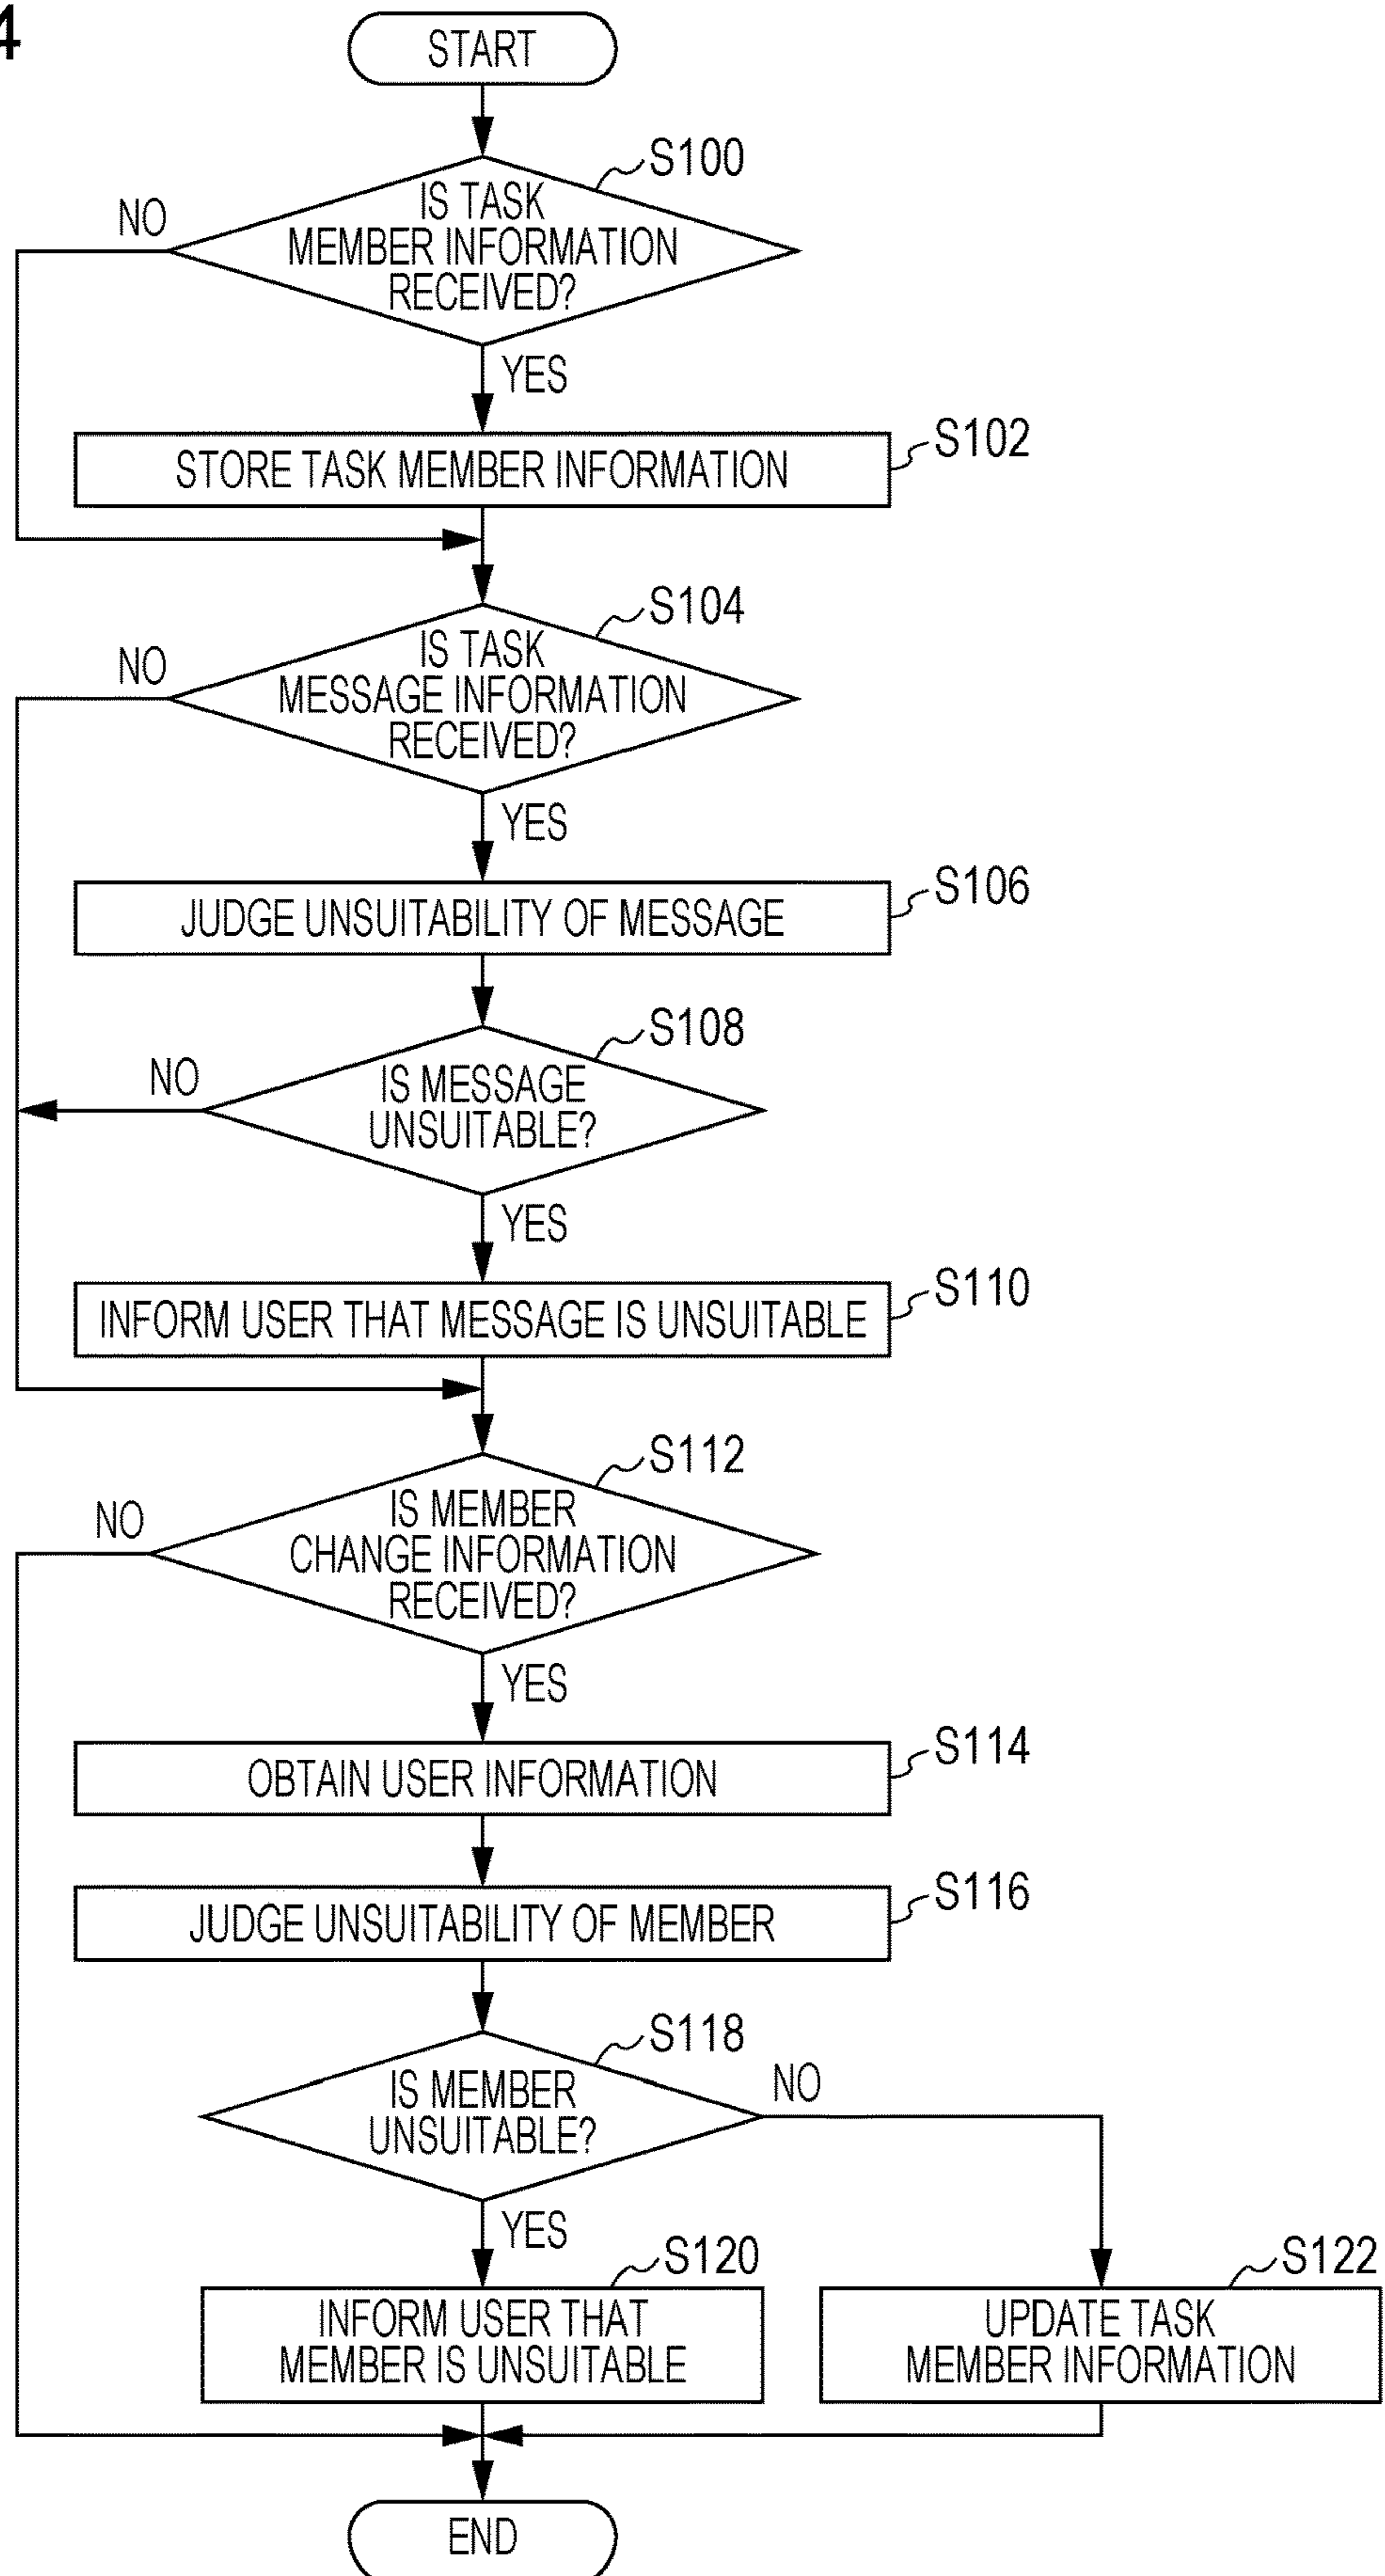 4
START
S100
NO
IS TASK
MEMBER INFORMATION
RECEIVED?
YES
S102
STORE TASK MEMBER INFORMATION
S104
NO
IS TASK
MESSAGE INFORMATION
RECEIVED?
YES
S106
JUDGE UNSUITABILITY OF MESSAGE
S108
NO
IS MESSAGE
UNSUITABLE?
YES
S110
INFORM USER THAT MESSAGE IS UNSUITABLE
S112
NO
IS MEMBER
CHANGE INFORMATION
RECEIVED?
YES
S114
OBTAIN USER INFORMATION
S116
JUDGE UNSUITABILITY OF MEMBER
S118
NO
IS MEMBER
UNSUITABLE?
YES
S120
S122
INFORM USER THAT
MEMBER IS UNSUITABLE
UPDATE TASK
MEMBER INFORMATION
END